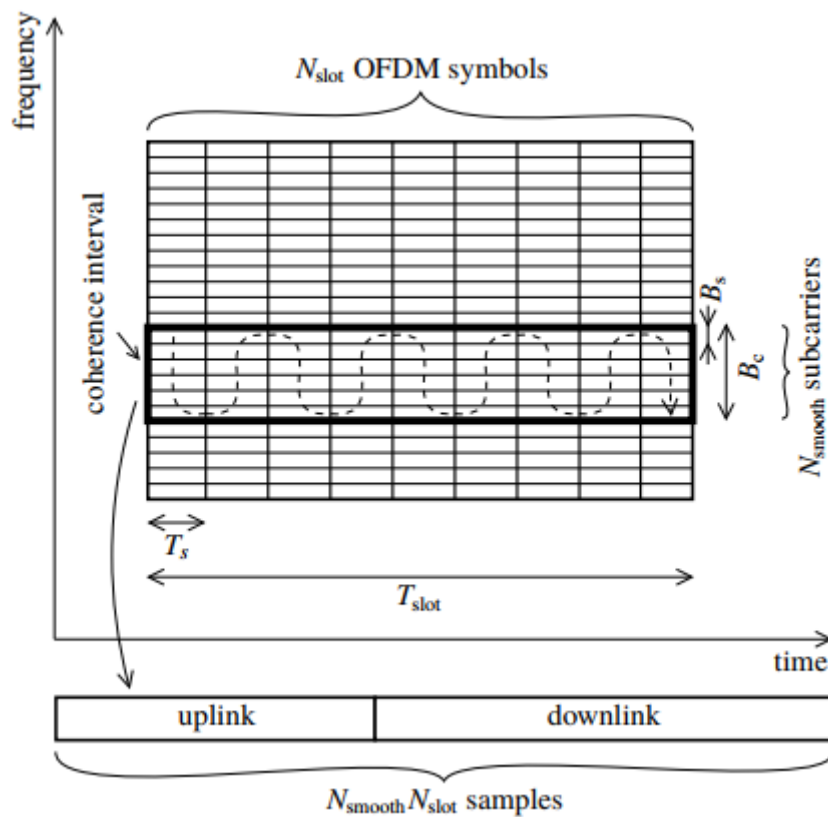 frequency
N_slot OFDM symbols
coherence interval
B_s
B_c
N_smooth subcarriers
T_s
T_slot
time
uplink
downlink
N_smooth N_slot samples